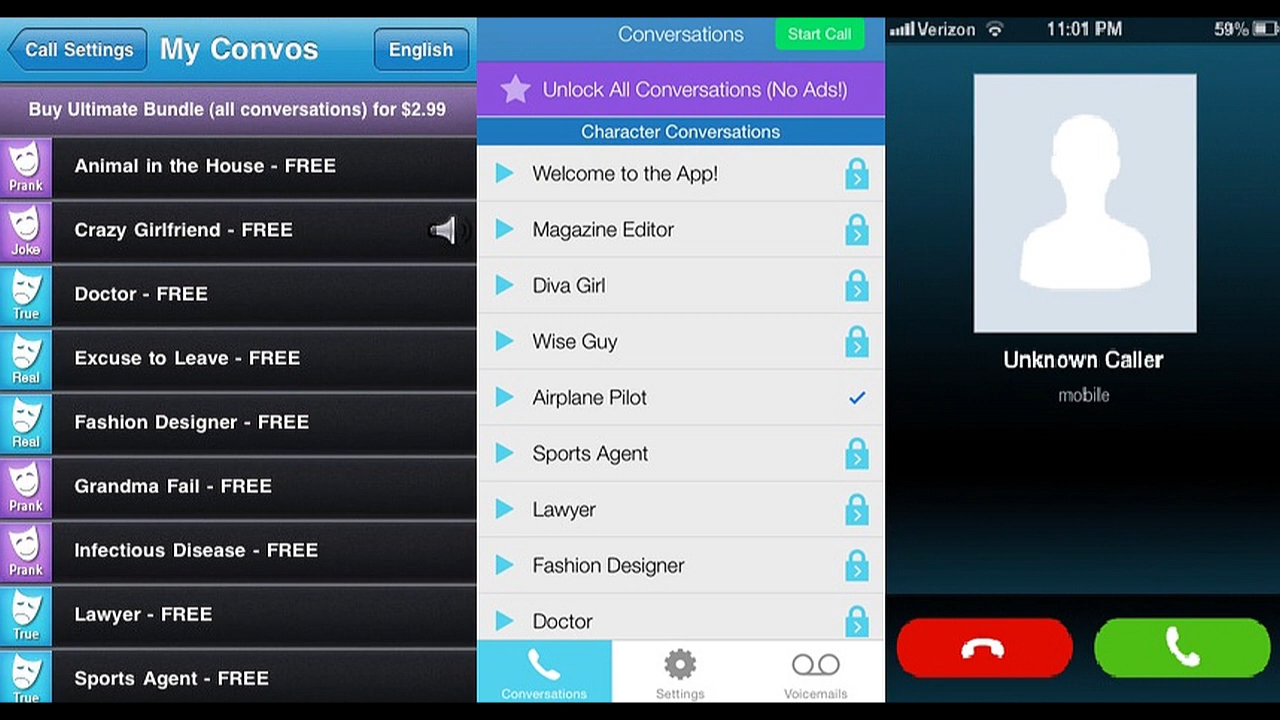 Call Settings
My Convos
English
Buy Ultimate Bundle (all conversations) for $2.99
Prank
Animal in the House - FREE
Joke
Crazy Girlfriend - FREE
True
Doctor - FREE
Real
Excuse to Leave - FREE
Real
Fashion Designer - FREE
Prank
Grandma Fail - FREE
Prank
Infectious Disease - FREE
True
Lawyer - FREE
True
Sports Agent - FREE
Conversations
Start Call
Unlock All Conversations (No Ads!)
Character Conversations
Welcome to the App!
Magazine Editor
Diva Girl
Wise Guy
Airplane Pilot
Sports Agent
Lawyer
Fashion Designer
Doctor
Conversations
Settings
Voicemails
Verizon
11:01 PM
59%
Unknown Caller
mobile